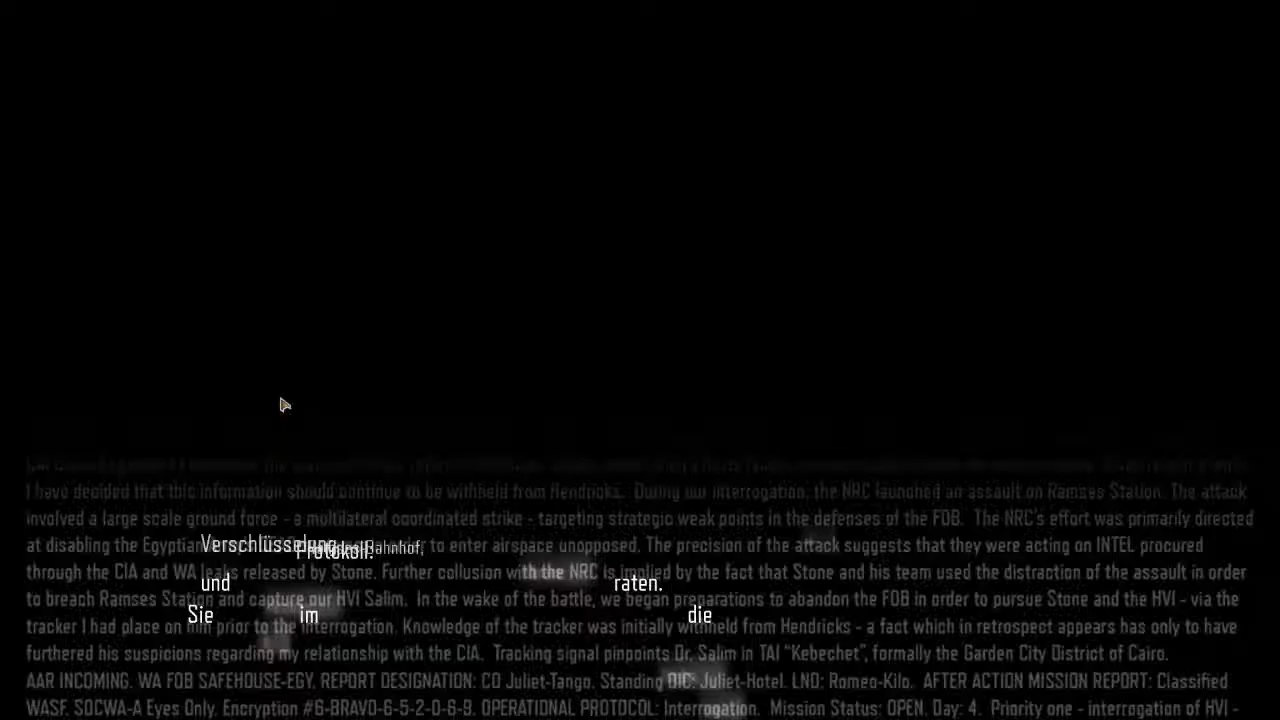 I have decided that this information should continue to be withheld from Hendricks. During our interrogation, the NRC launched an assault on Ramses Station. The attack
involved a large scale ground force - a multilateral coordinated strike - targeting strategic weak points in the defenses of the FOB. The NRC's effort was primarily directed
at disabling the Egyptian to enter airspace unopposed. The precision of the attack suggests that they were acting on INTEL procured
Verschlüsselung
Protokoll:
Bahnhof,
through the CIA and WA leaks released by Stone. Further collusion with the NRC is implied by the fact that Stone and his team used the distraction of the assault in order
und raten.
to breach Ramses Station and capture our HVI Salim. In the wake of the battle, we began preparations to abandon the FOB in order to pursue Stone and the HVI - via the
Sie im die
tracker I had place on him prior to the interrogation. Knowledge of the tracker was initially withheld from Hendricks - a fact which in retrospect appears has only to have
furthered his suspicions regarding my relationship with the CIA. Tracking signal pinpoints Dr. Salim in TAI "Kebechet", formally the Garden City District of Cairo.
AAR INCOMING. WA FOB SAFEHOUSE-EGY. REPORT DESIGNATION: CO Juliet-Tango. Standing OIC: Juliet-Hotel. LNO: Romeo-Kilo. AFTER ACTION MISSION REPORT: Classified
WASF. SOCWA-A Eyes Only. Encryption #6-BRAVO-6-5-2-0-6-9. OPERATIONAL PROTOCOL: Interrogation. Mission Status: OPEN. Day: 4. Priority one - interrogation of HVI -